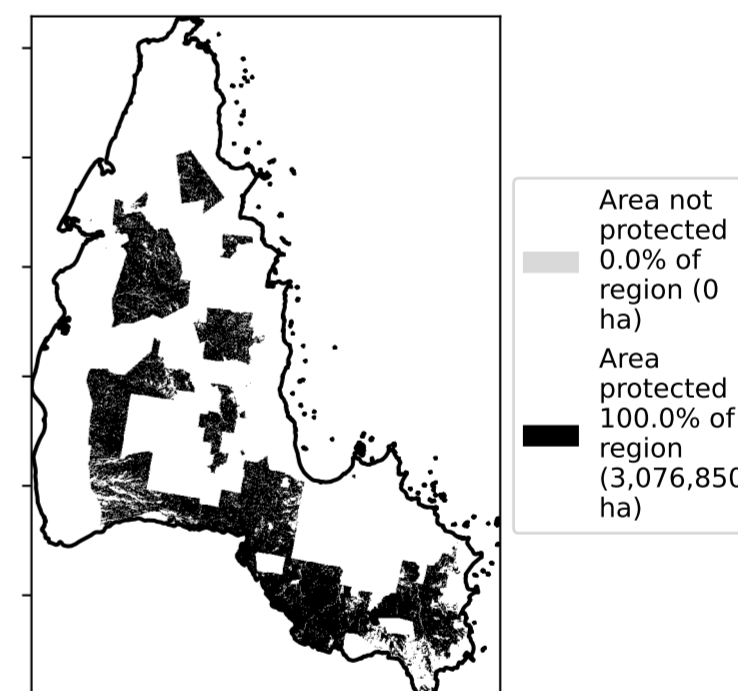 Area not
protected
0.0% of
region (0
ha)
Area
protected
100.0% of
region
(3,076,850
ha)